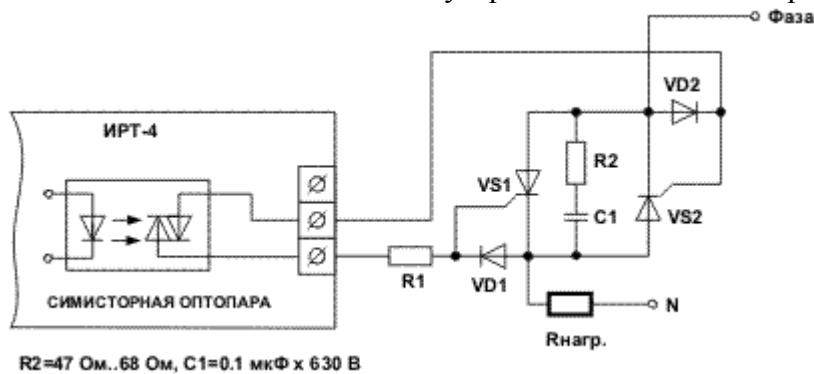 Фаза
VD2
ИРТ-4
R2
VS1
C1
VS2
R1
VD1
N
СИМИСТОРНАЯ ОПТОПАРА
Rнагр.
R2=47 Ом..68 Ом, C1=0.1 мкФ x 630 В